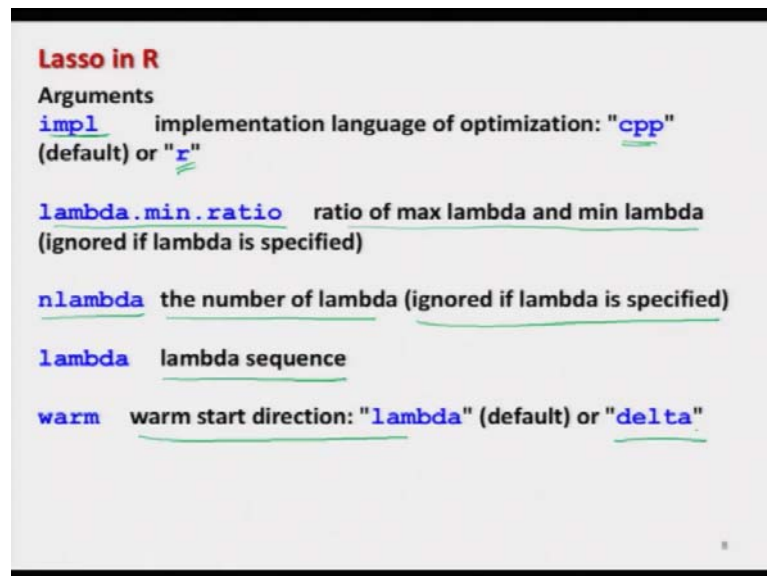 Lasso in R
Arguments
impl implementation language of optimization: "cpp"
(default) or "r"
lambda.min.ratio ratio of max lambda and min lambda
(ignored if lambda is specified)
nlambda the number of lambda (ignored if lambda is specified)
lambda lambda sequence
warm warm start direction: "lambda" (default) or "delta"
8